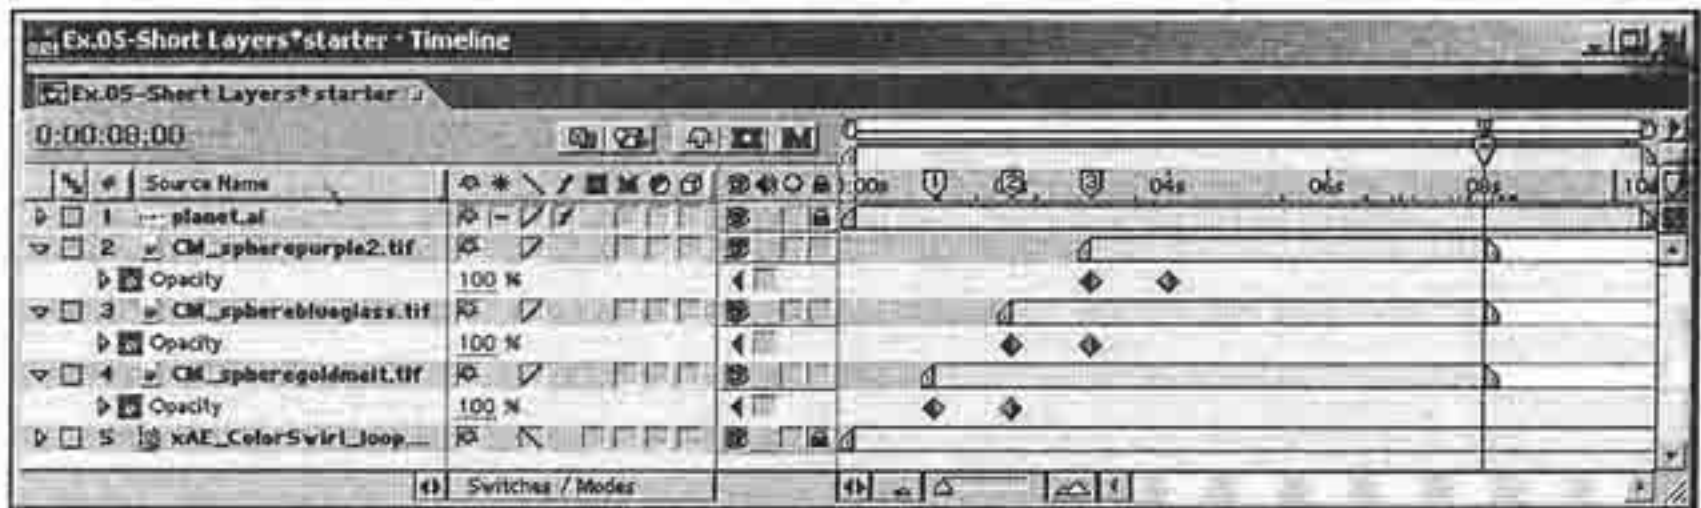 Ex.05-Short Layers*starter • Timeline
Ex.05-Short Layers*starter
0:00:08:00
# Source Name :00s 1 2 3 04s 06s 08s 10s
1 planet.ai
2 CM_spherepurple2.tif
Opacity 100 %
3 CM_sphereblueglass.tif
Opacity 100 %
4 CM_spheregoldmelt.tif
Opacity 100 %
5 xAE_ColorSwirl_loop_...
Switches / Modes